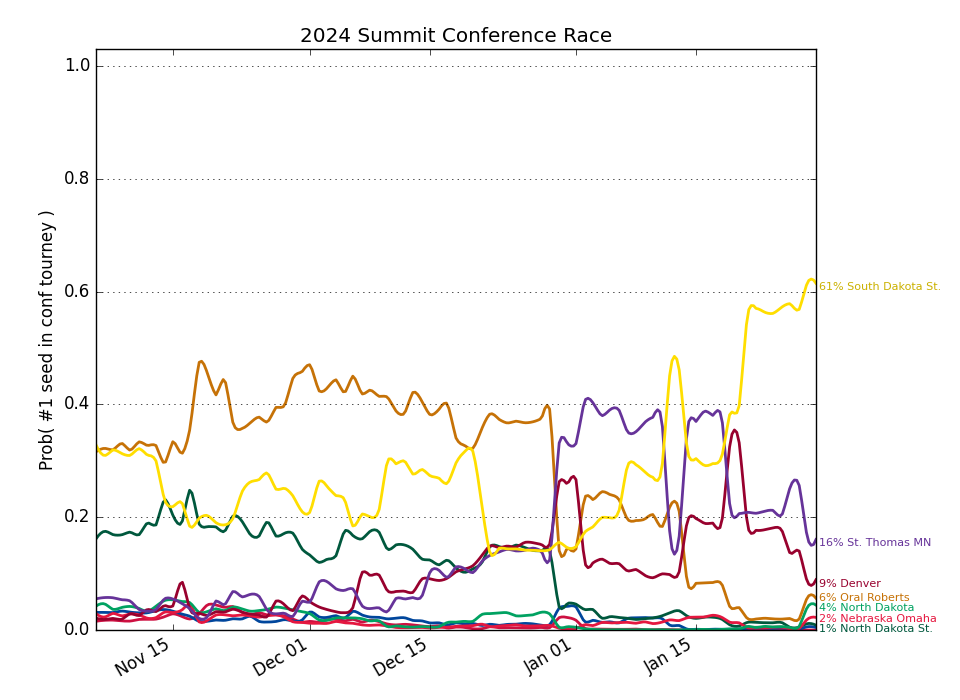 2024 Summit Conference Race
Prob( #1 seed in conf tourney )
1.0
0.8
0.6
0.4
0.2
0.0
Nov 15
Dec 01
Dec 15
Jan 01
Jan 15
61% South Dakota St.
16% St. Thomas MN
9% Denver
6% Oral Roberts
4% North Dakota
2% Nebraska Omaha
1% North Dakota St.